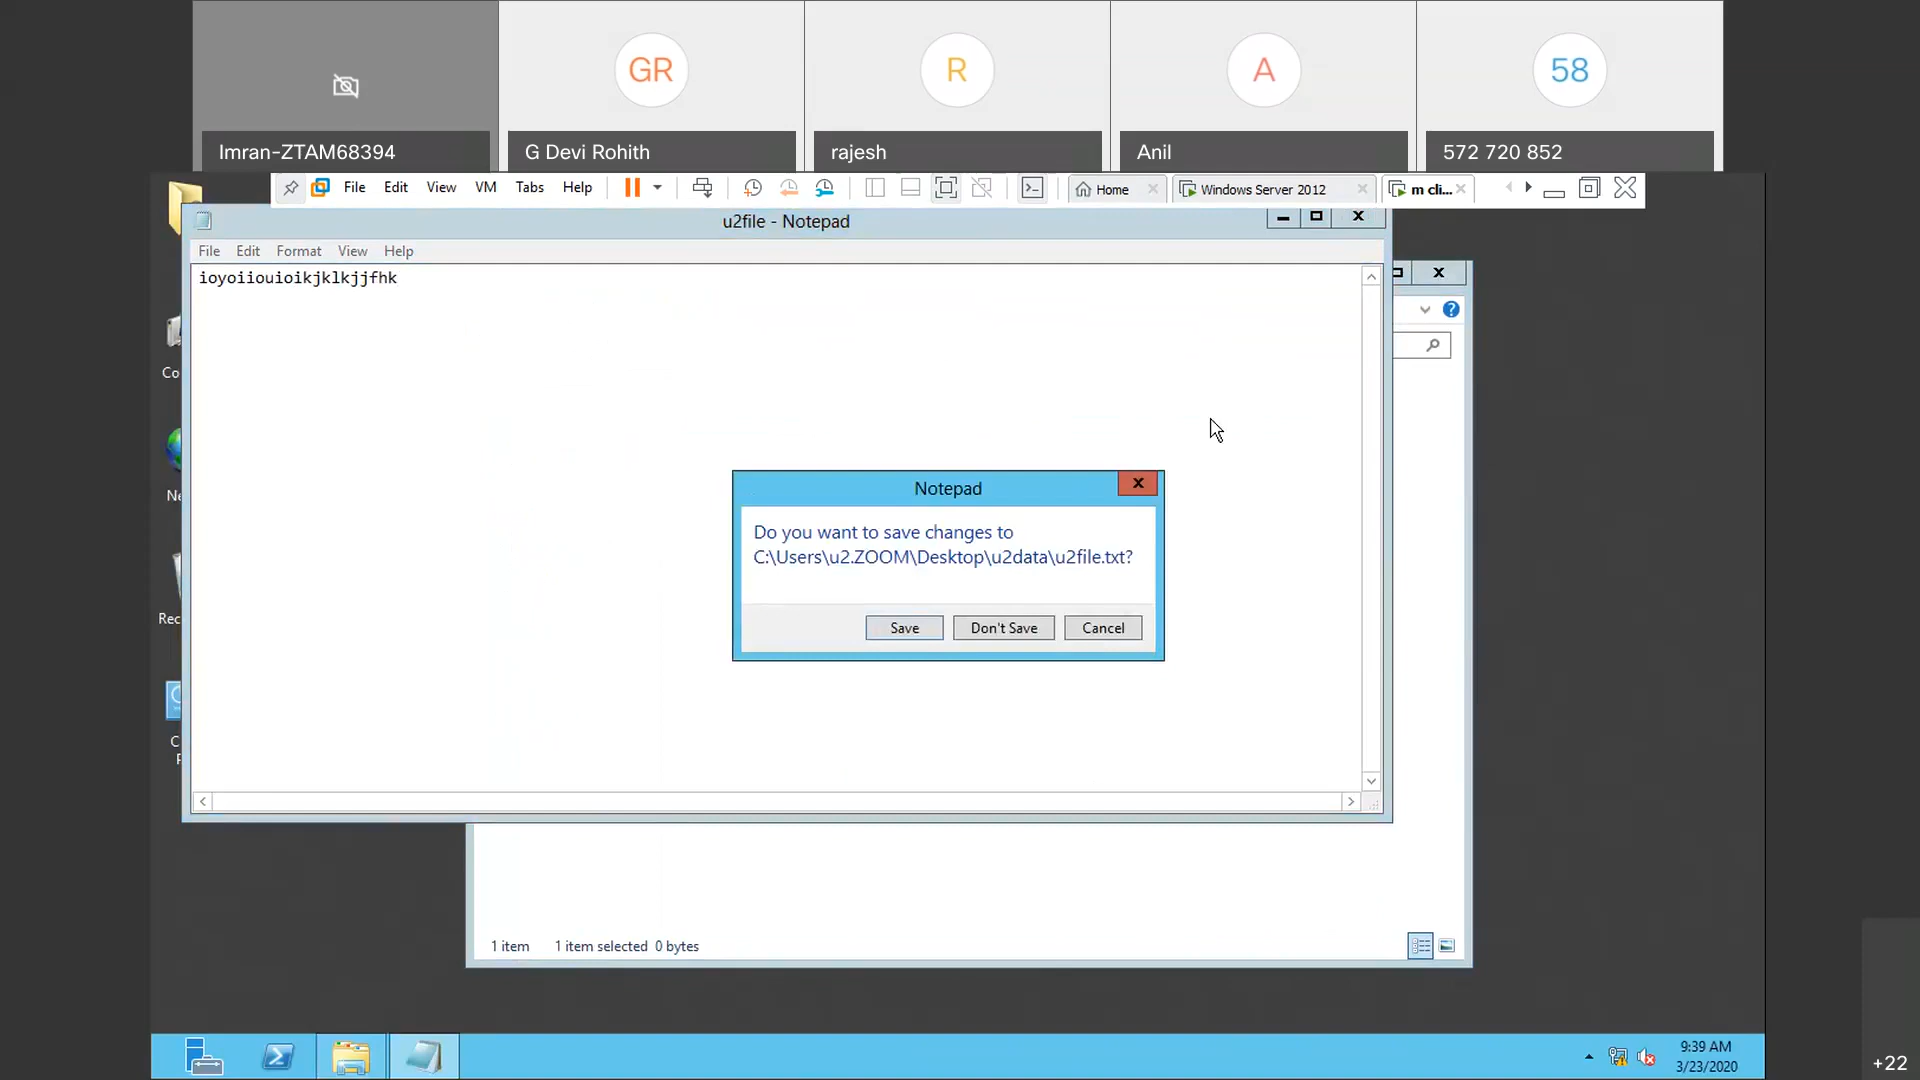 GR
R
A
58
Imran-ZTAM68394
G Devi Rohith
rajesh
Anil
572 720 852
File Edit View VM Tabs Help
Home
Windows Server 2012
m cli...
u2file - Notepad
File Edit Format View Help
ioyoiiouioikjklkjjfhk
Co
Ne
Rec
C
P
Notepad
Do you want to save changes to
C:\Users\u2.ZOOM\Desktop\u2data\u2file.txt?
Save Don't Save Cancel
1 item 1 item selected 0 bytes
9:39 AM
3/23/2020
+22